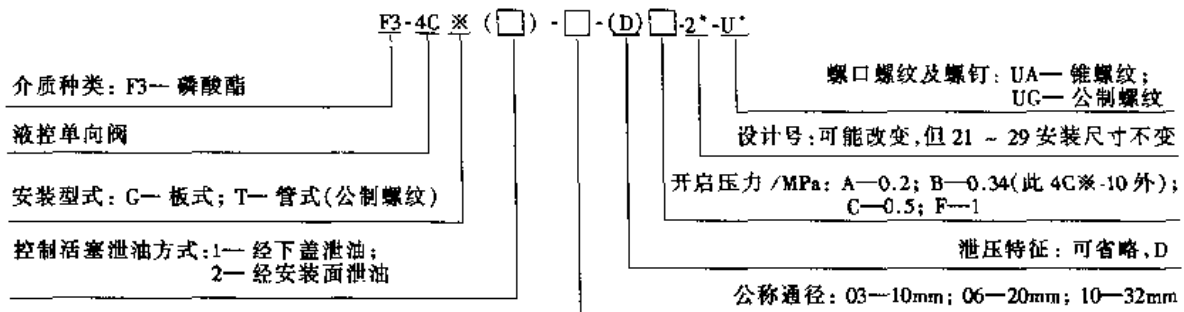 F3-4C※(□)-□-(D)□-2*-U*
介质种类: F3—磷酸酯
液控单向阀
安装型式: G—板式; T—管式(公制螺纹)
控制活塞泄油方式:1—经下盖泄油;
2—经安装面泄油
螺口螺纹及螺钉: UA—锥螺纹;
UG—公制螺纹
设计号:可能改变,但21~29安装尺寸不变
开启压力/MPa: A—0.2; B—0.34(此4C※-10外);
C—0.5; F—1
泄压特征: 可省略,D
公称通径: 03—10mm; 06—20mm; 10—32mm